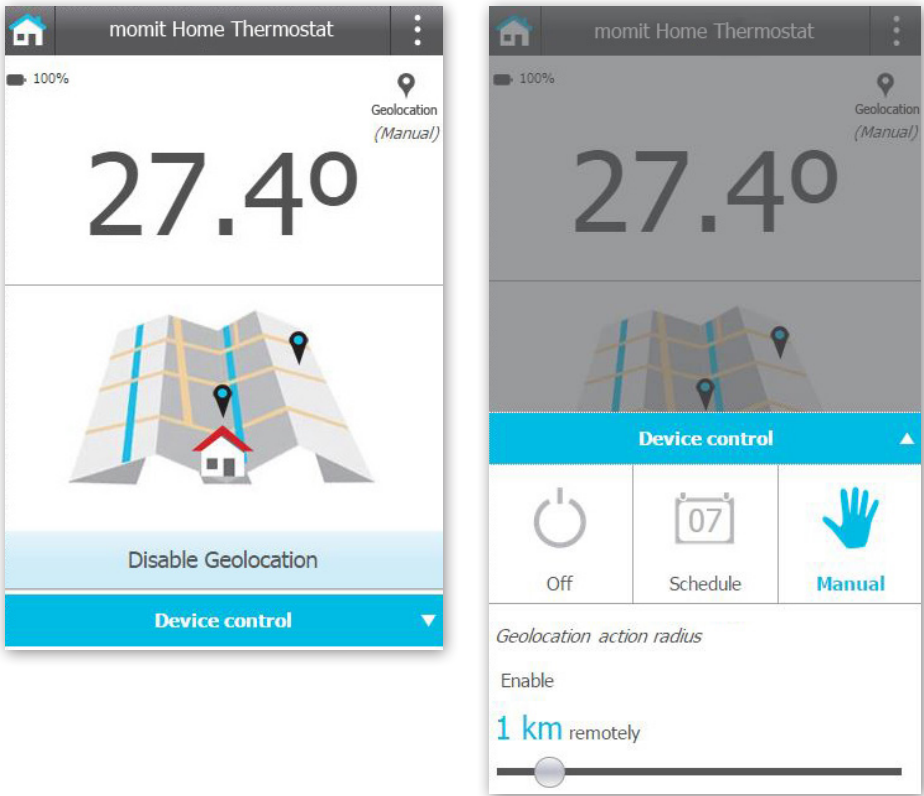 momit Home Thermostat
100%
Geolocation
(Manual)
27.4º
Disable Geolocation
Device control
momit Home Thermostat
100%
Geolocation
(Manual)
27.4º
Device control
07
Off
Schedule
Manual
Geolocation action radius
Enable
1 km remotely